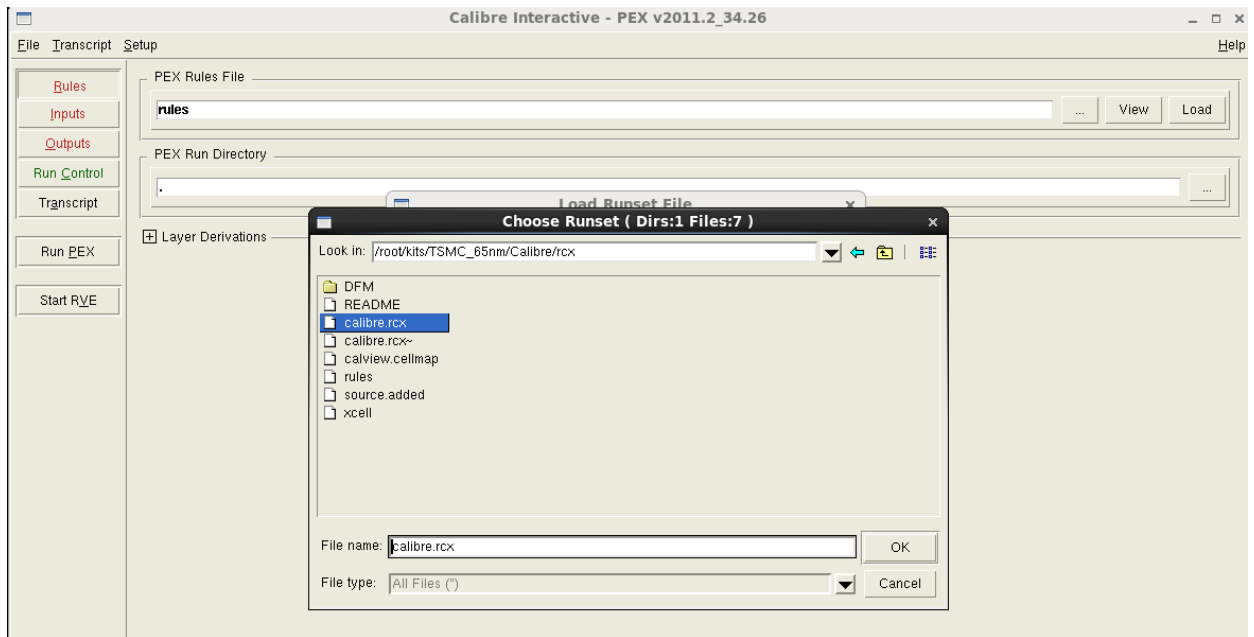 Calibre Interactive - PEX v2011.2_34.26
File Transcript Setup Help
Rules
Inputs
Outputs
Run Control
Transcript
Run PEX
Start RVE
PEX Rules File
rules ... View Load
PEX Run Directory
. ...
Layer Derivations
Load Runset File
Choose Runset ( Dirs:1 Files:7 )
Look in: /root/kits/TSMC_65nm/Calibre/rcx
DFM
README
calibre.rcx
calibre.rcx~
calview.cellmap
rules
source.added
xcell
File name: calibre.rcx OK
File type: All Files (*) Cancel